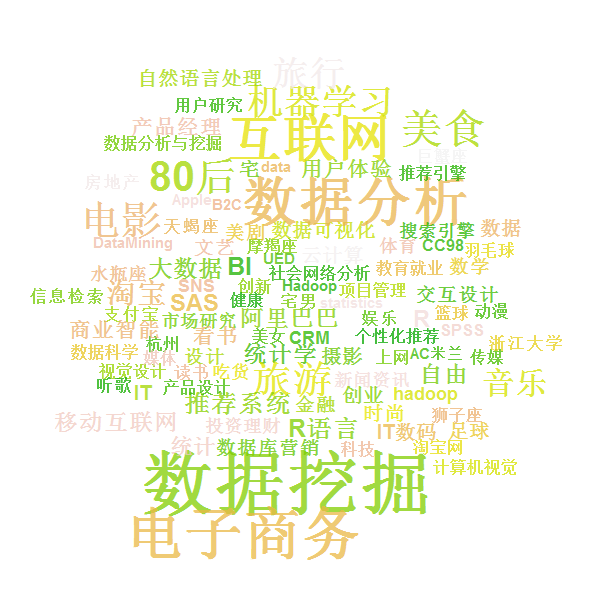 旅行
自然语言处理
机器学习
用户研究
美食
产品经理
互联网
数据分析与挖掘
巨蟹座
80后
宅
data
用户体验
推荐引擎
房地产
Apple
B2C
数据分析
电影
天蝎座
美剧
数据可视化
搜索引擎
数据
DataMining
文艺
摩羯座
体育
CC98
羽毛球
UED
云计算
水瓶座
大数据
BI
社会网络分析
教育就业
数学
信息检索
淘宝
SNS
创新
Hadoop
项目管理
交互设计
SAS
健康
宅男
statistics
支付宝
市场研究
阿里巴巴
娱乐
R
篮球
动漫
商业智能
看书
美女
CRM
个性化推荐
SPSS
杭州
浙江大学
数据科学
媒体
设计
统计学
摄影
上网
AC米兰
传媒
视觉设计
读书
吃货
旅游
新闻资讯
自由
音乐
听歌
IT
产品设计
推荐系统
金融
创业
hadoop
时尚
狮子座
移动互联网
投资理财
R语言
IT数码
足球
统计
数据库营销
科技
淘宝网
计算机视觉
数据挖掘
电子商务